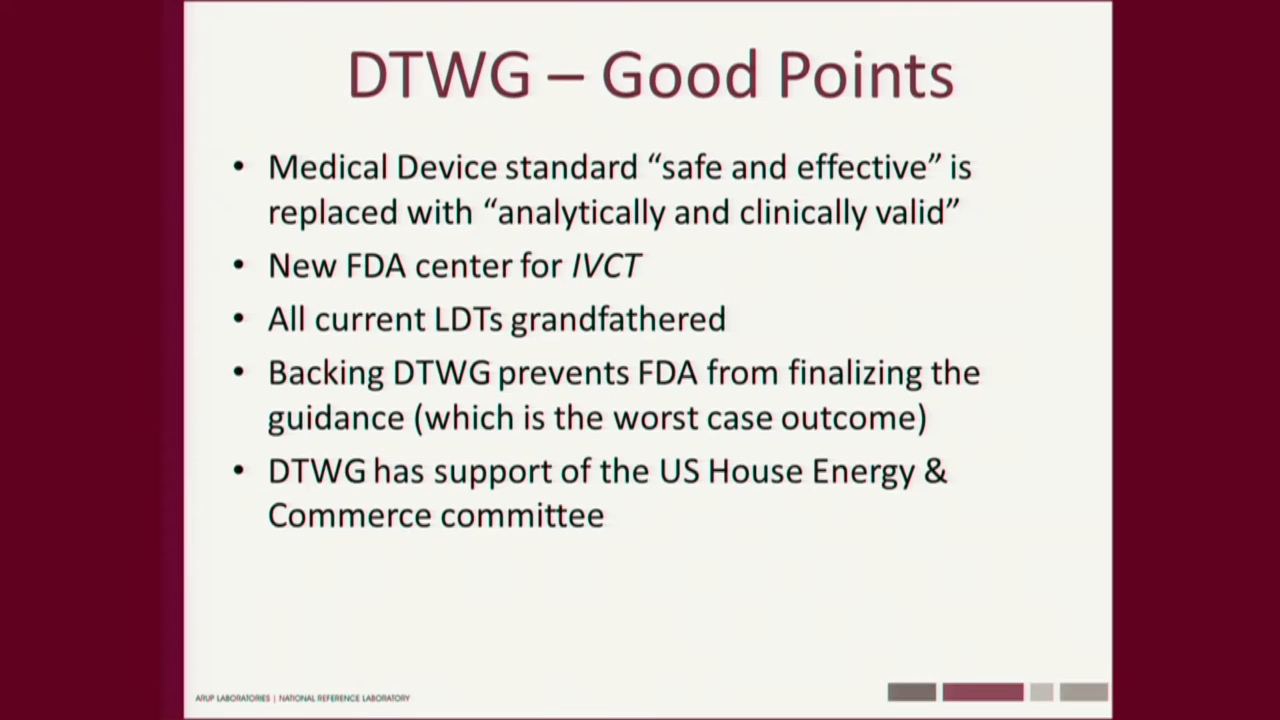 DTWG – Good Points
• Medical Device standard “safe and effective” is
replaced with “analytically and clinically valid”
• New FDA center for IVCT
• All current LDTs grandfathered
• Backing DTWG prevents FDA from finalizing the
guidance (which is the worst case outcome)
• DTWG has support of the US House Energy &
Commerce committee
ARUP LABORATORIES | NATIONAL REFERENCE LABORATORY